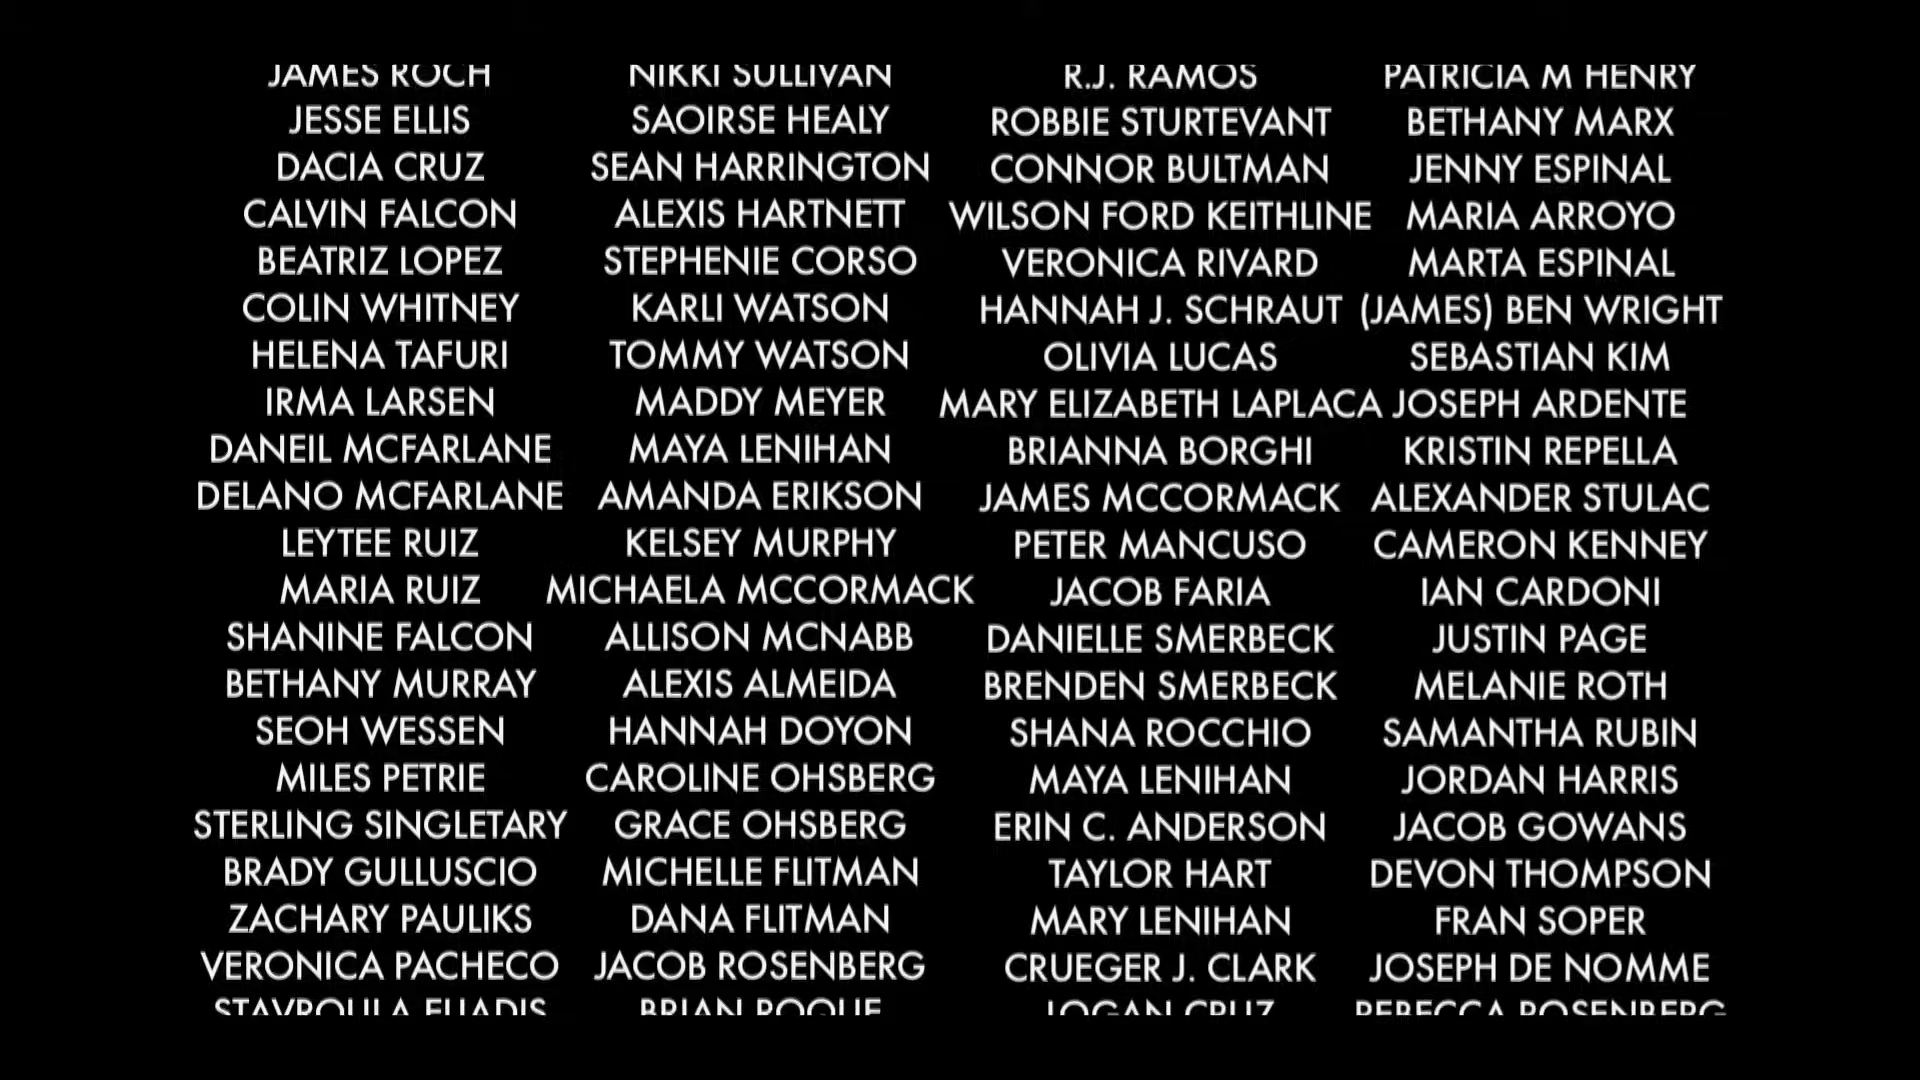 JAMES ROCH NIKKI SULLIVAN R.J. RAMOS PATRICIA M HENRY
JESSE ELLIS SAOIRSE HEALY ROBBIE STURTEVANT BETHANY MARX
DACIA CRUZ SEAN HARRINGTON CONNOR BULTMAN JENNY ESPINAL
CALVIN FALCON ALEXIS HARTNETT WILSON FORD KEITHLINE MARIA ARROYO
BEATRIZ LOPEZ STEPHENIE CORSO VERONICA RIVARD MARTA ESPINAL
COLIN WHITNEY KARLI WATSON HANNAH J. SCHRAUT (JAMES) BEN WRIGHT
HELENA TAFURI TOMMY WATSON OLIVIA LUCAS SEBASTIAN KIM
IRMA LARSEN MADDY MEYER MARY ELIZABETH LAPLACA JOSEPH ARDENTE
DANEIL MCFARLANE MAYA LENIHAN BRIANNA BORGHI KRISTIN REPELLA
DELANO MCFARLANE AMANDA ERIKSON JAMES MCCORMACK ALEXANDER STULAC
LEYTEE RUIZ KELSEY MURPHY PETER MANCUSO CAMERON KENNEY
MARIA RUIZ MICHAELA MCCORMACK JACOB FARIA IAN CARDONI
SHANINE FALCON ALLISON MCNABB DANIELLE SMERBECK JUSTIN PAGE
BETHANY MURRAY ALEXIS ALMEIDA BRENDEN SMERBECK MELANIE ROTH
SEOH WESSEN HANNAH DOYON SHANA ROCCHIO SAMANTHA RUBIN
MILES PETRIE CAROLINE OHSBERG MAYA LENIHAN JORDAN HARRIS
STERLING SINGLETARY GRACE OHSBERG ERIN C. ANDERSON JACOB GOWANS
BRADY GULLUSCIO MICHELLE FLITMAN TAYLOR HART DEVON THOMPSON
ZACHARY PAULIKS DANA FLITMAN MARY LENIHAN FRAN SOPER
VERONICA PACHECO JACOB ROSENBERG CRUEGER J. CLARK JOSEPH DE NOMME
STAVROULA BRIAN CRUZ REBECCA ROSENBERG